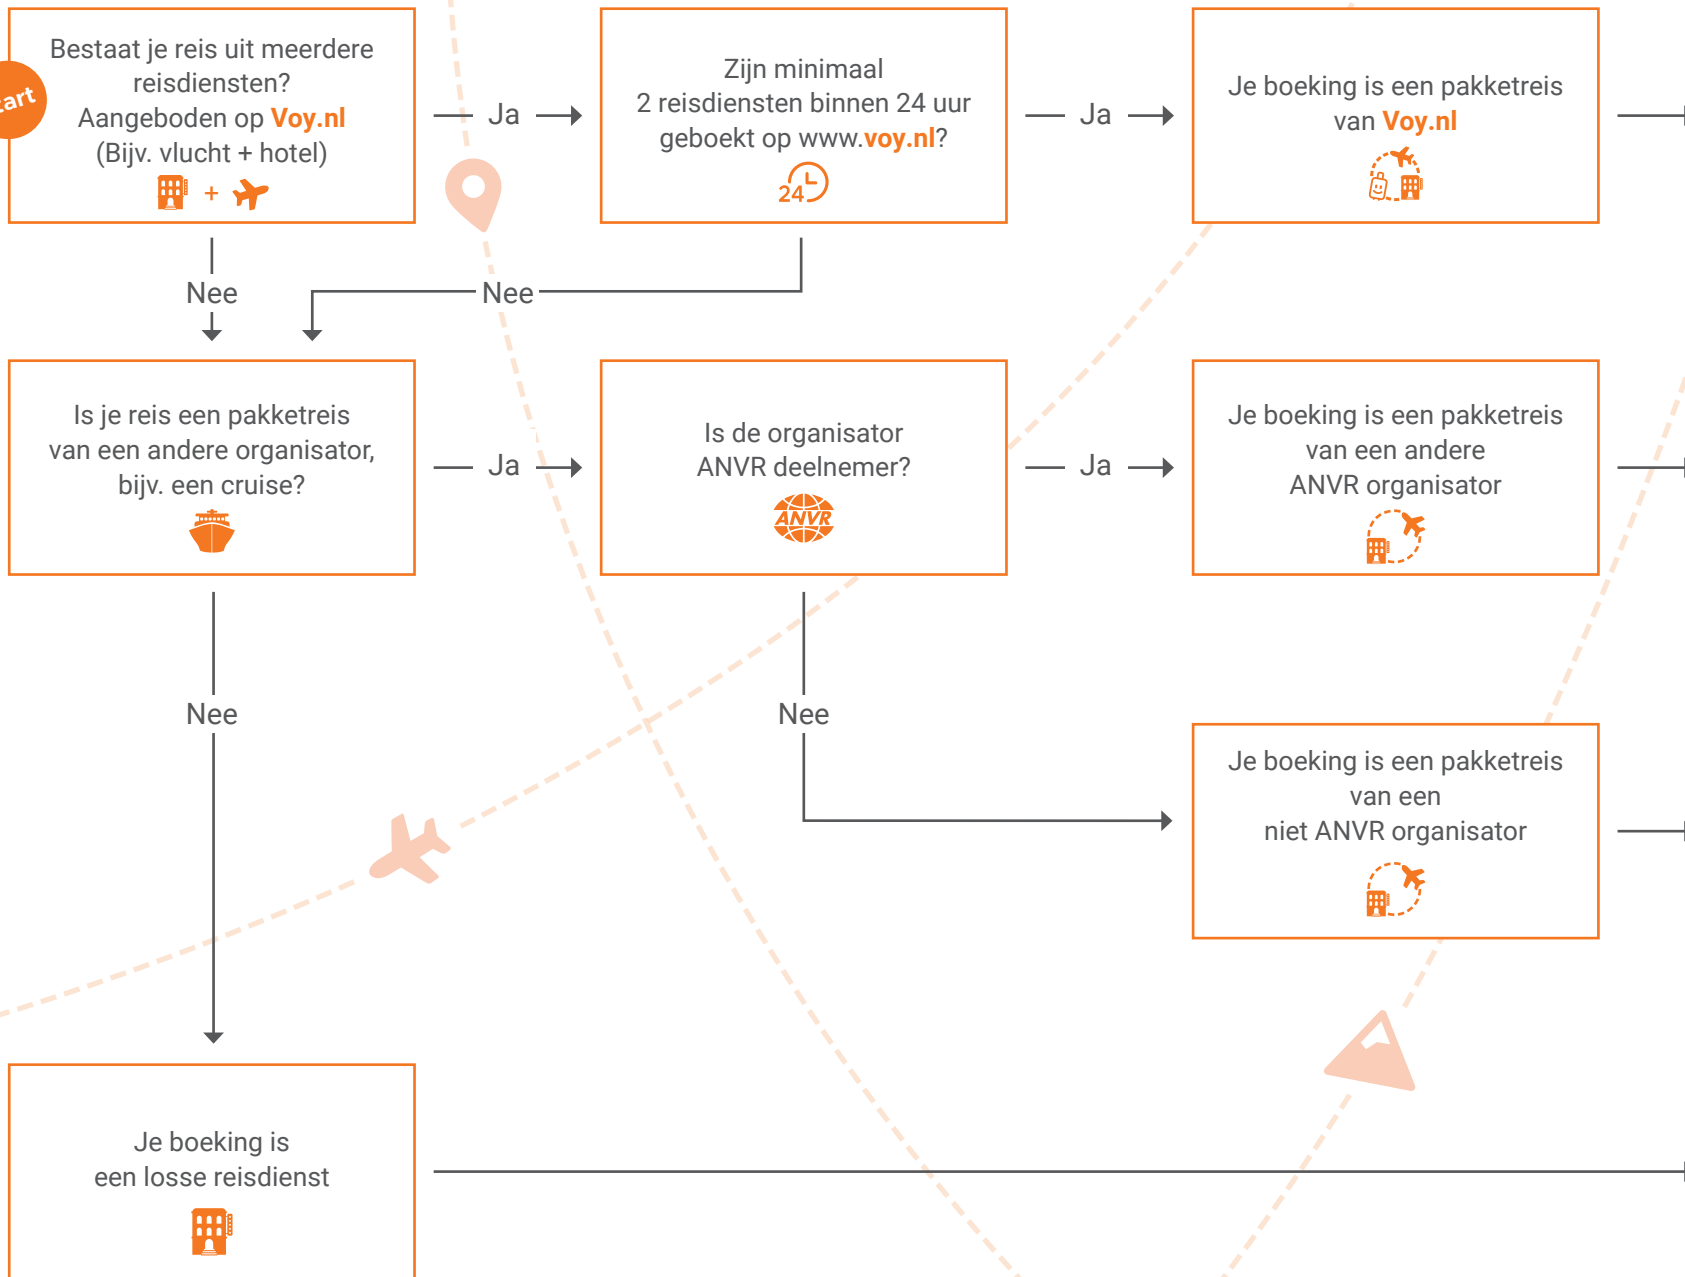 Bestaat je reis uit meerdere
reisdiensten?
Aangeboden op Voy.nl
(Bijv. vlucht + hotel)
+
Ja
Zijn minimaal
2 reisdiensten binnen 24 uur
geboekt op www.voy.nl?
24
Ja
Je boeking is een pakketreis
van Voy.nl
Nee
Nee
Is je reis een pakketreis
van een andere organisator,
bijv. een cruise?
Ja
Is de organisator
ANVR deelnemer?
ANVR
Ja
Je boeking is een pakketreis
van een andere
ANVR organisator
Nee
Nee
Je boeking is een pakketreis
van een
niet ANVR organisator
Je boeking is
een losse reisdienst